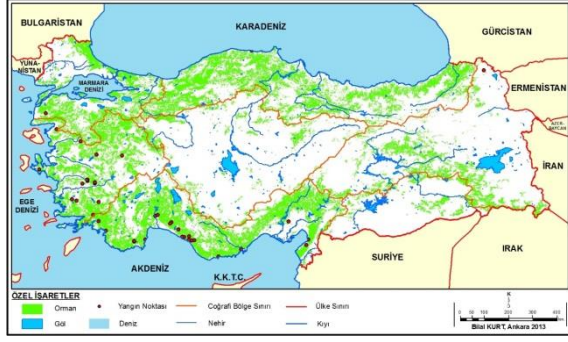 BULGARİSTAN
KARADENİZ
GÜRCİSTAN
YUNA-
NİSTAN
MARMARA
DENİZİ
ERMENİSTAN
İRAN
EGE
DENİZİ
AKDENİZ
K.K.T.C.
SURİYE
IRAK
ÖZEL İŞARETLER
Orman
Yangın Noktası
Coğrafi Bölge Sınırı
Ülke Sınırı
Göl
Deniz
Nehir
Kıyı
K
Bilal KURT, Ankara 2013